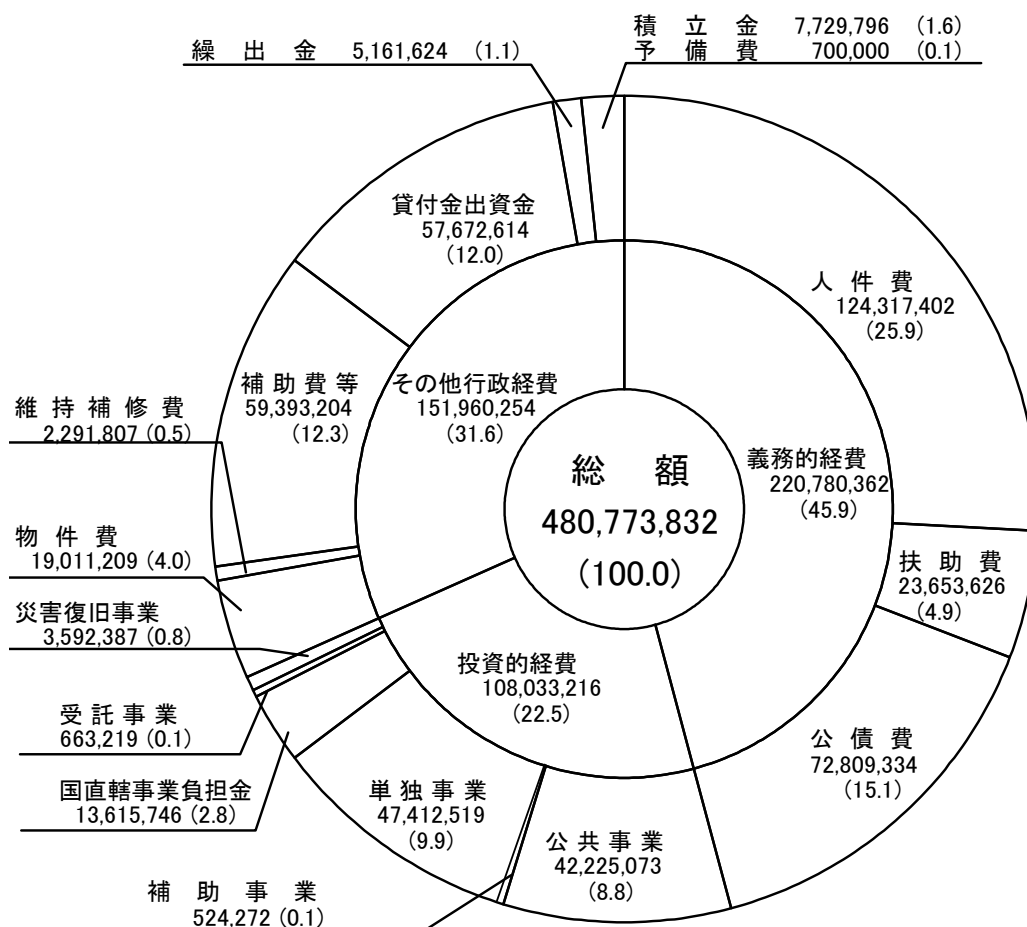 積 立 金 7,729,796 (1.6)
繰 出 金 5,161,624 (1.1)
予 備 費 700,000 (0.1)
貸付金出資金
57,672,614
(12.0)
人 件 費
124,317,402
(25.9)
補 助 費 等
59,393,204
(12.3)
その他行政経費
151,960,254
(31.6)
維 持 補 修 費
2,291,807 (0.5)
義務的経費
220,780,362
(45.9)
総 額
480,773,832
(100.0)
物 件 費
19,011,209 (4.0)
扶 助 費
23,653,626
(4.9)
災害復旧事業
3,592,387 (0.8)
投資的経費
108,033,216
(22.5)
受 託 事 業
663,219 (0.1)
公 債 費
72,809,334
(15.1)
国直轄事業負担金
13,615,746 (2.8)
単 独 事 業
47,412,519
(9.9)
公 共 事 業
42,225,073
(8.8)
補 助 事 業
524,272 (0.1)